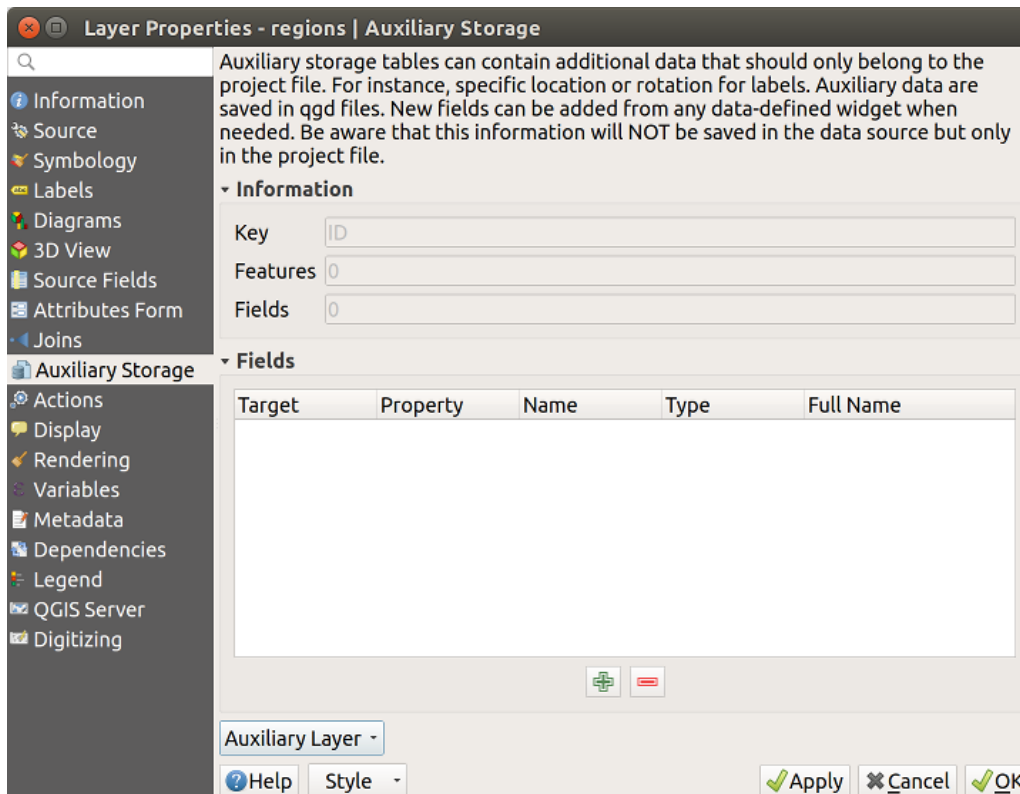 Layer Properties - regions | Auxiliary Storage
Information
Source
Symbology
Labels
Diagrams
3D View
Source Fields
Attributes Form
Joins
Auxiliary Storage
Actions
Display
Rendering
Variables
Metadata
Dependencies
Legend
QGIS Server
Digitizing
Auxiliary storage tables can contain additional data that should only belong to the
project file. For instance, specific location or rotation for labels. Auxiliary data are
saved in qgd files. New fields can be added from any data-defined widget when
needed. Be aware that this information will NOT be saved in the data source but only
in the project file.
Information
Key ID
Features 0
Fields 0
Fields
Target Property Name Type Full Name
Auxiliary Layer
Help Style Apply Cancel OK